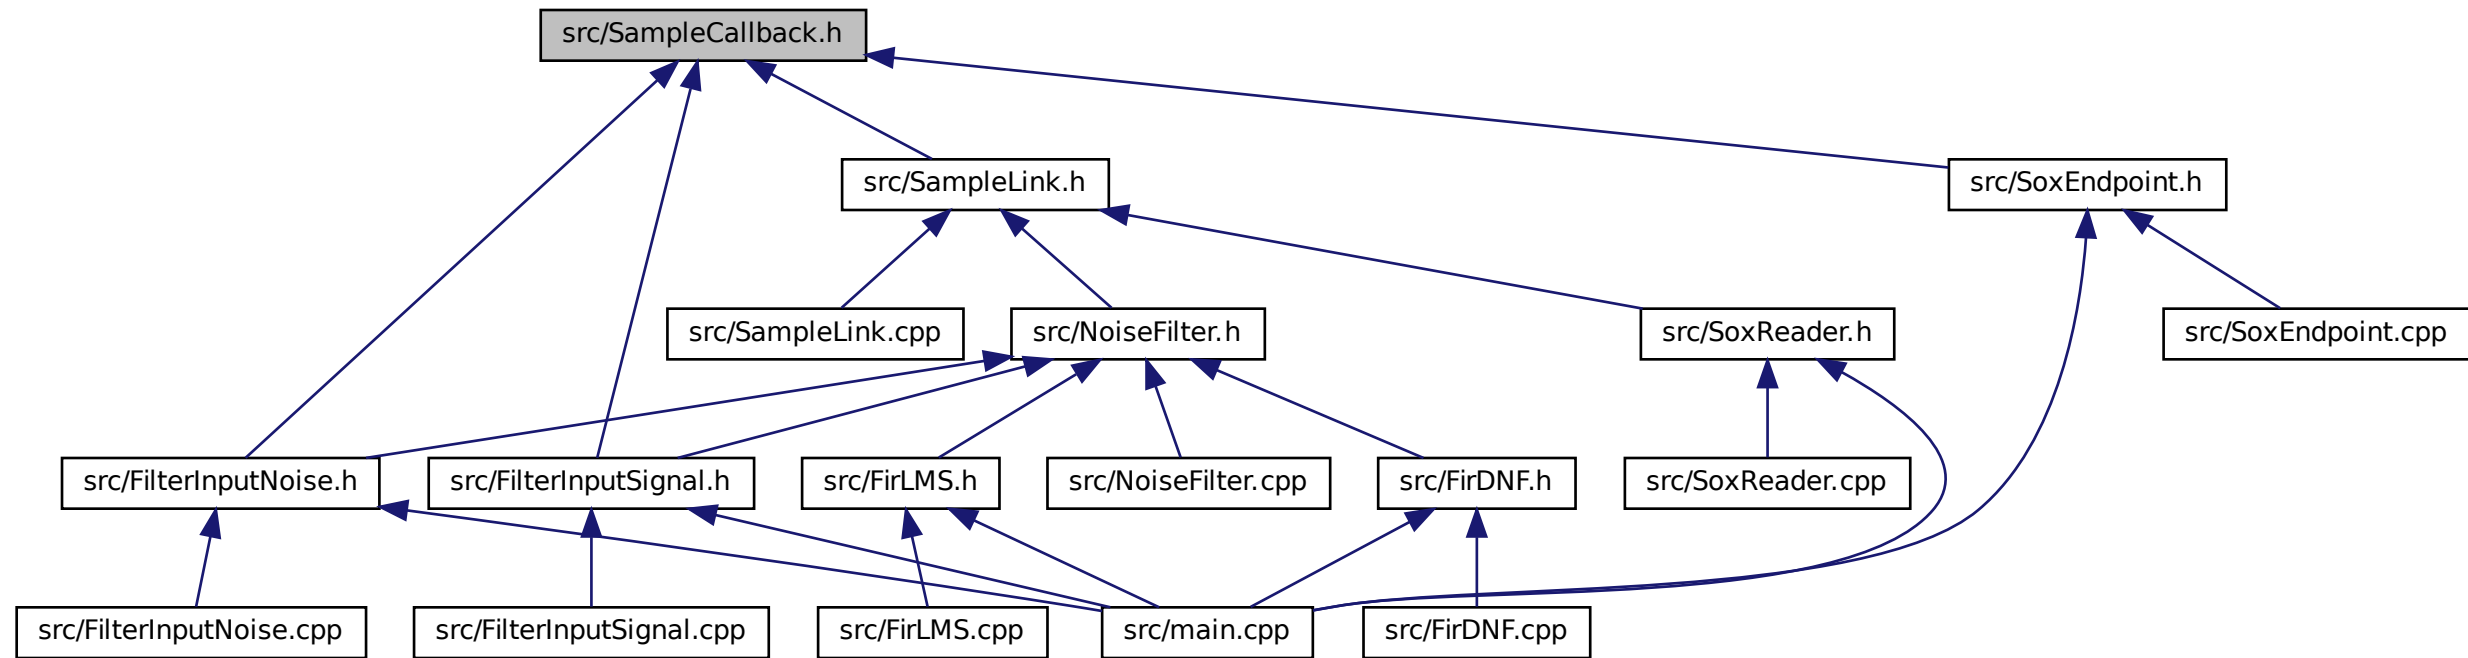 src/SampleCallback.h
src/SampleLink.h
src/SoxEndpoint.h
src/SampleLink.cpp
src/NoiseFilter.h
src/SoxReader.h
src/SoxEndpoint.cpp
src/FilterInputNoise.h
src/FilterInputSignal.h
src/FirLMS.h
src/NoiseFilter.cpp
src/FirDNF.h
src/SoxReader.cpp
src/FilterInputNoise.cpp
src/FilterInputSignal.cpp
src/FirLMS.cpp
src/main.cpp
src/FirDNF.cpp